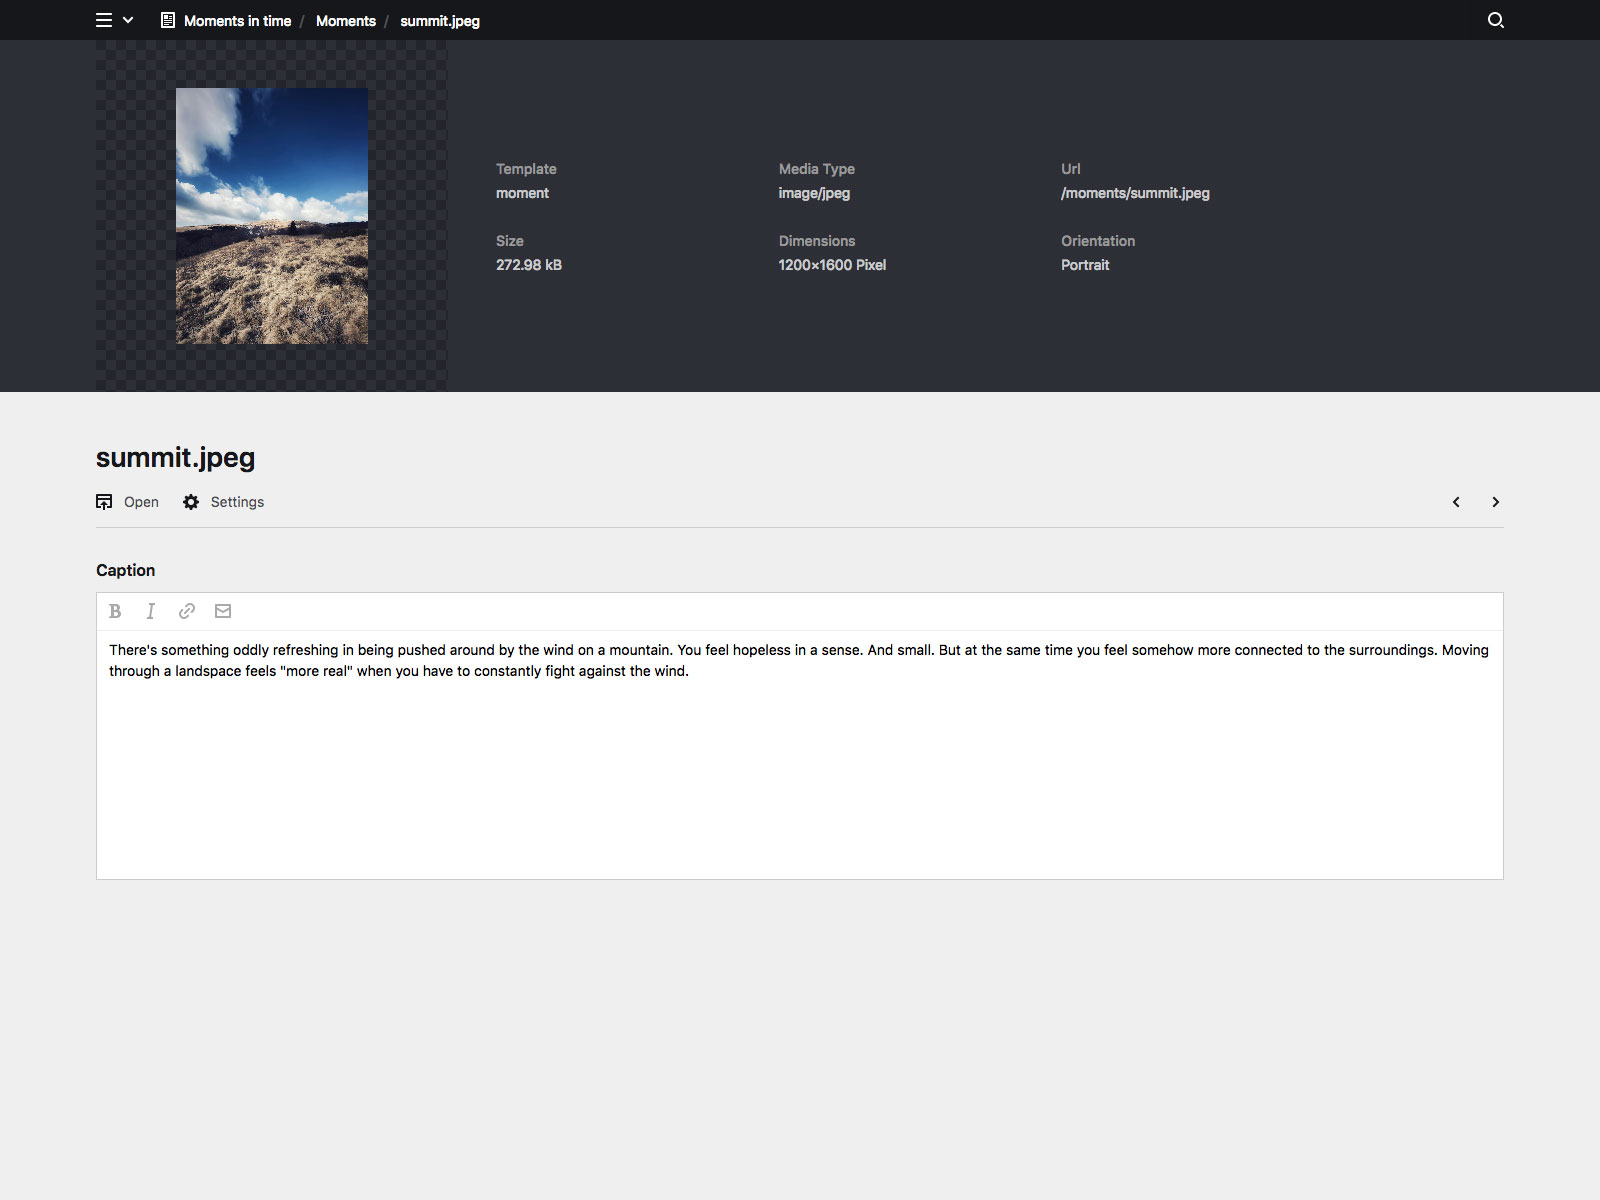 Moments in time / Moments / summit.jpeg
Template
moment
Media Type
image/jpeg
Url
/moments/summit.jpeg
Size
272.98 kB
Dimensions
1200×1600 Pixel
Orientation
Portrait
summit.jpeg
Open Settings
Caption
B I
There's something oddly refreshing in being pushed around by the wind on a mountain. You feel hopeless in a sense. And small. But at the same time you feel somehow more connected to the surroundings. Moving
through a landspace feels "more real" when you have to constantly fight against the wind.